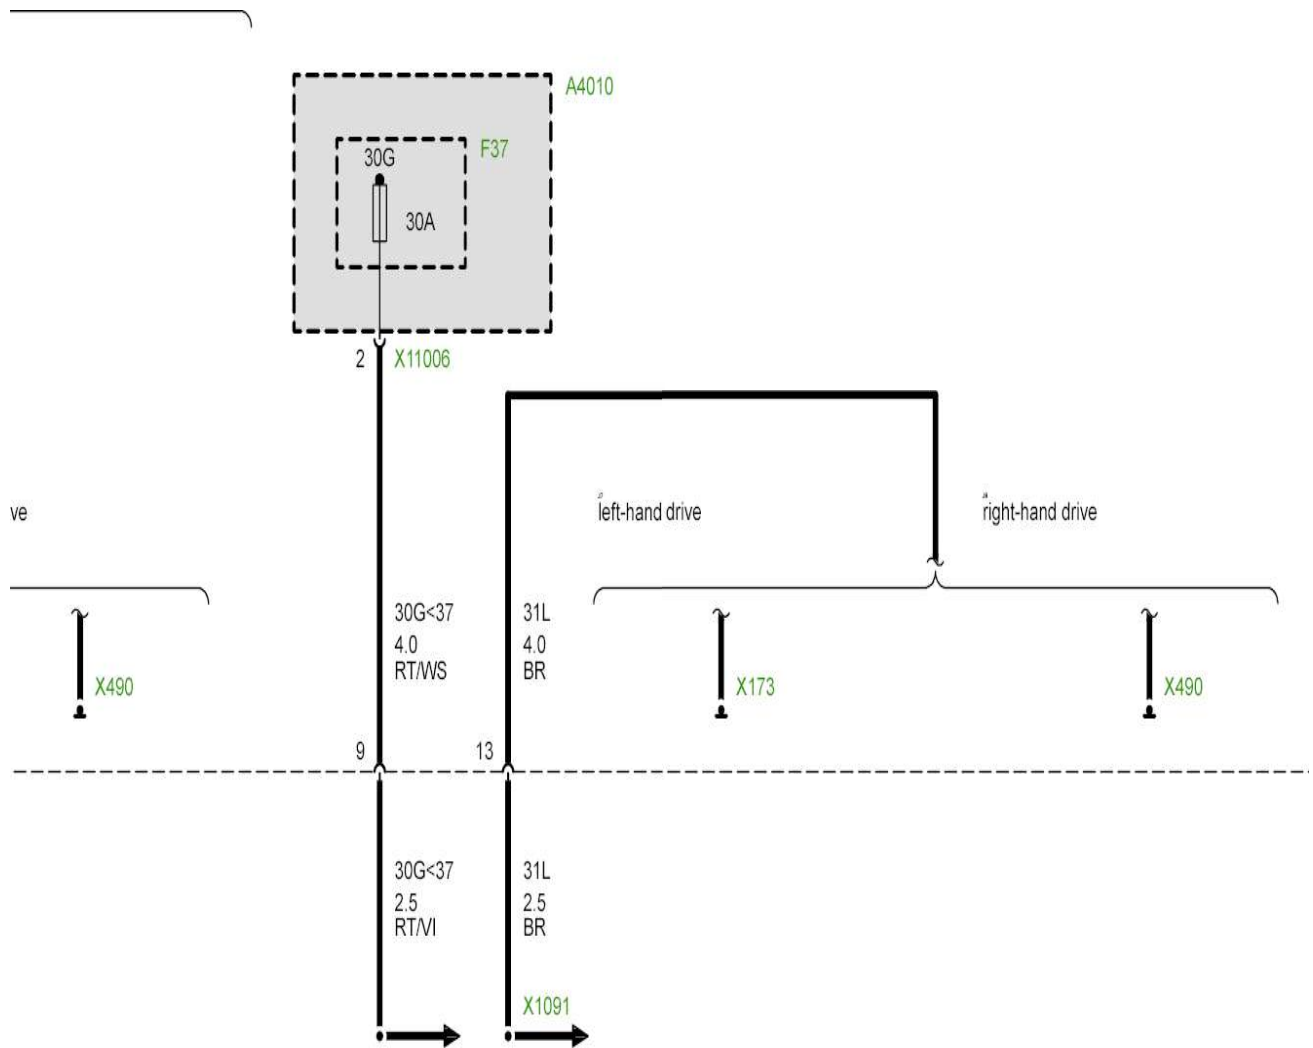 A4010
F37
30G
30A
2 X11006
ve
left-hand drive
right-hand drive
30G<37
4.0
RT/WS
31L
4.0
BR
X490
X173
X490
9
13
30G<37
2.5
RT/VI
31L
2.5
BR
X1091